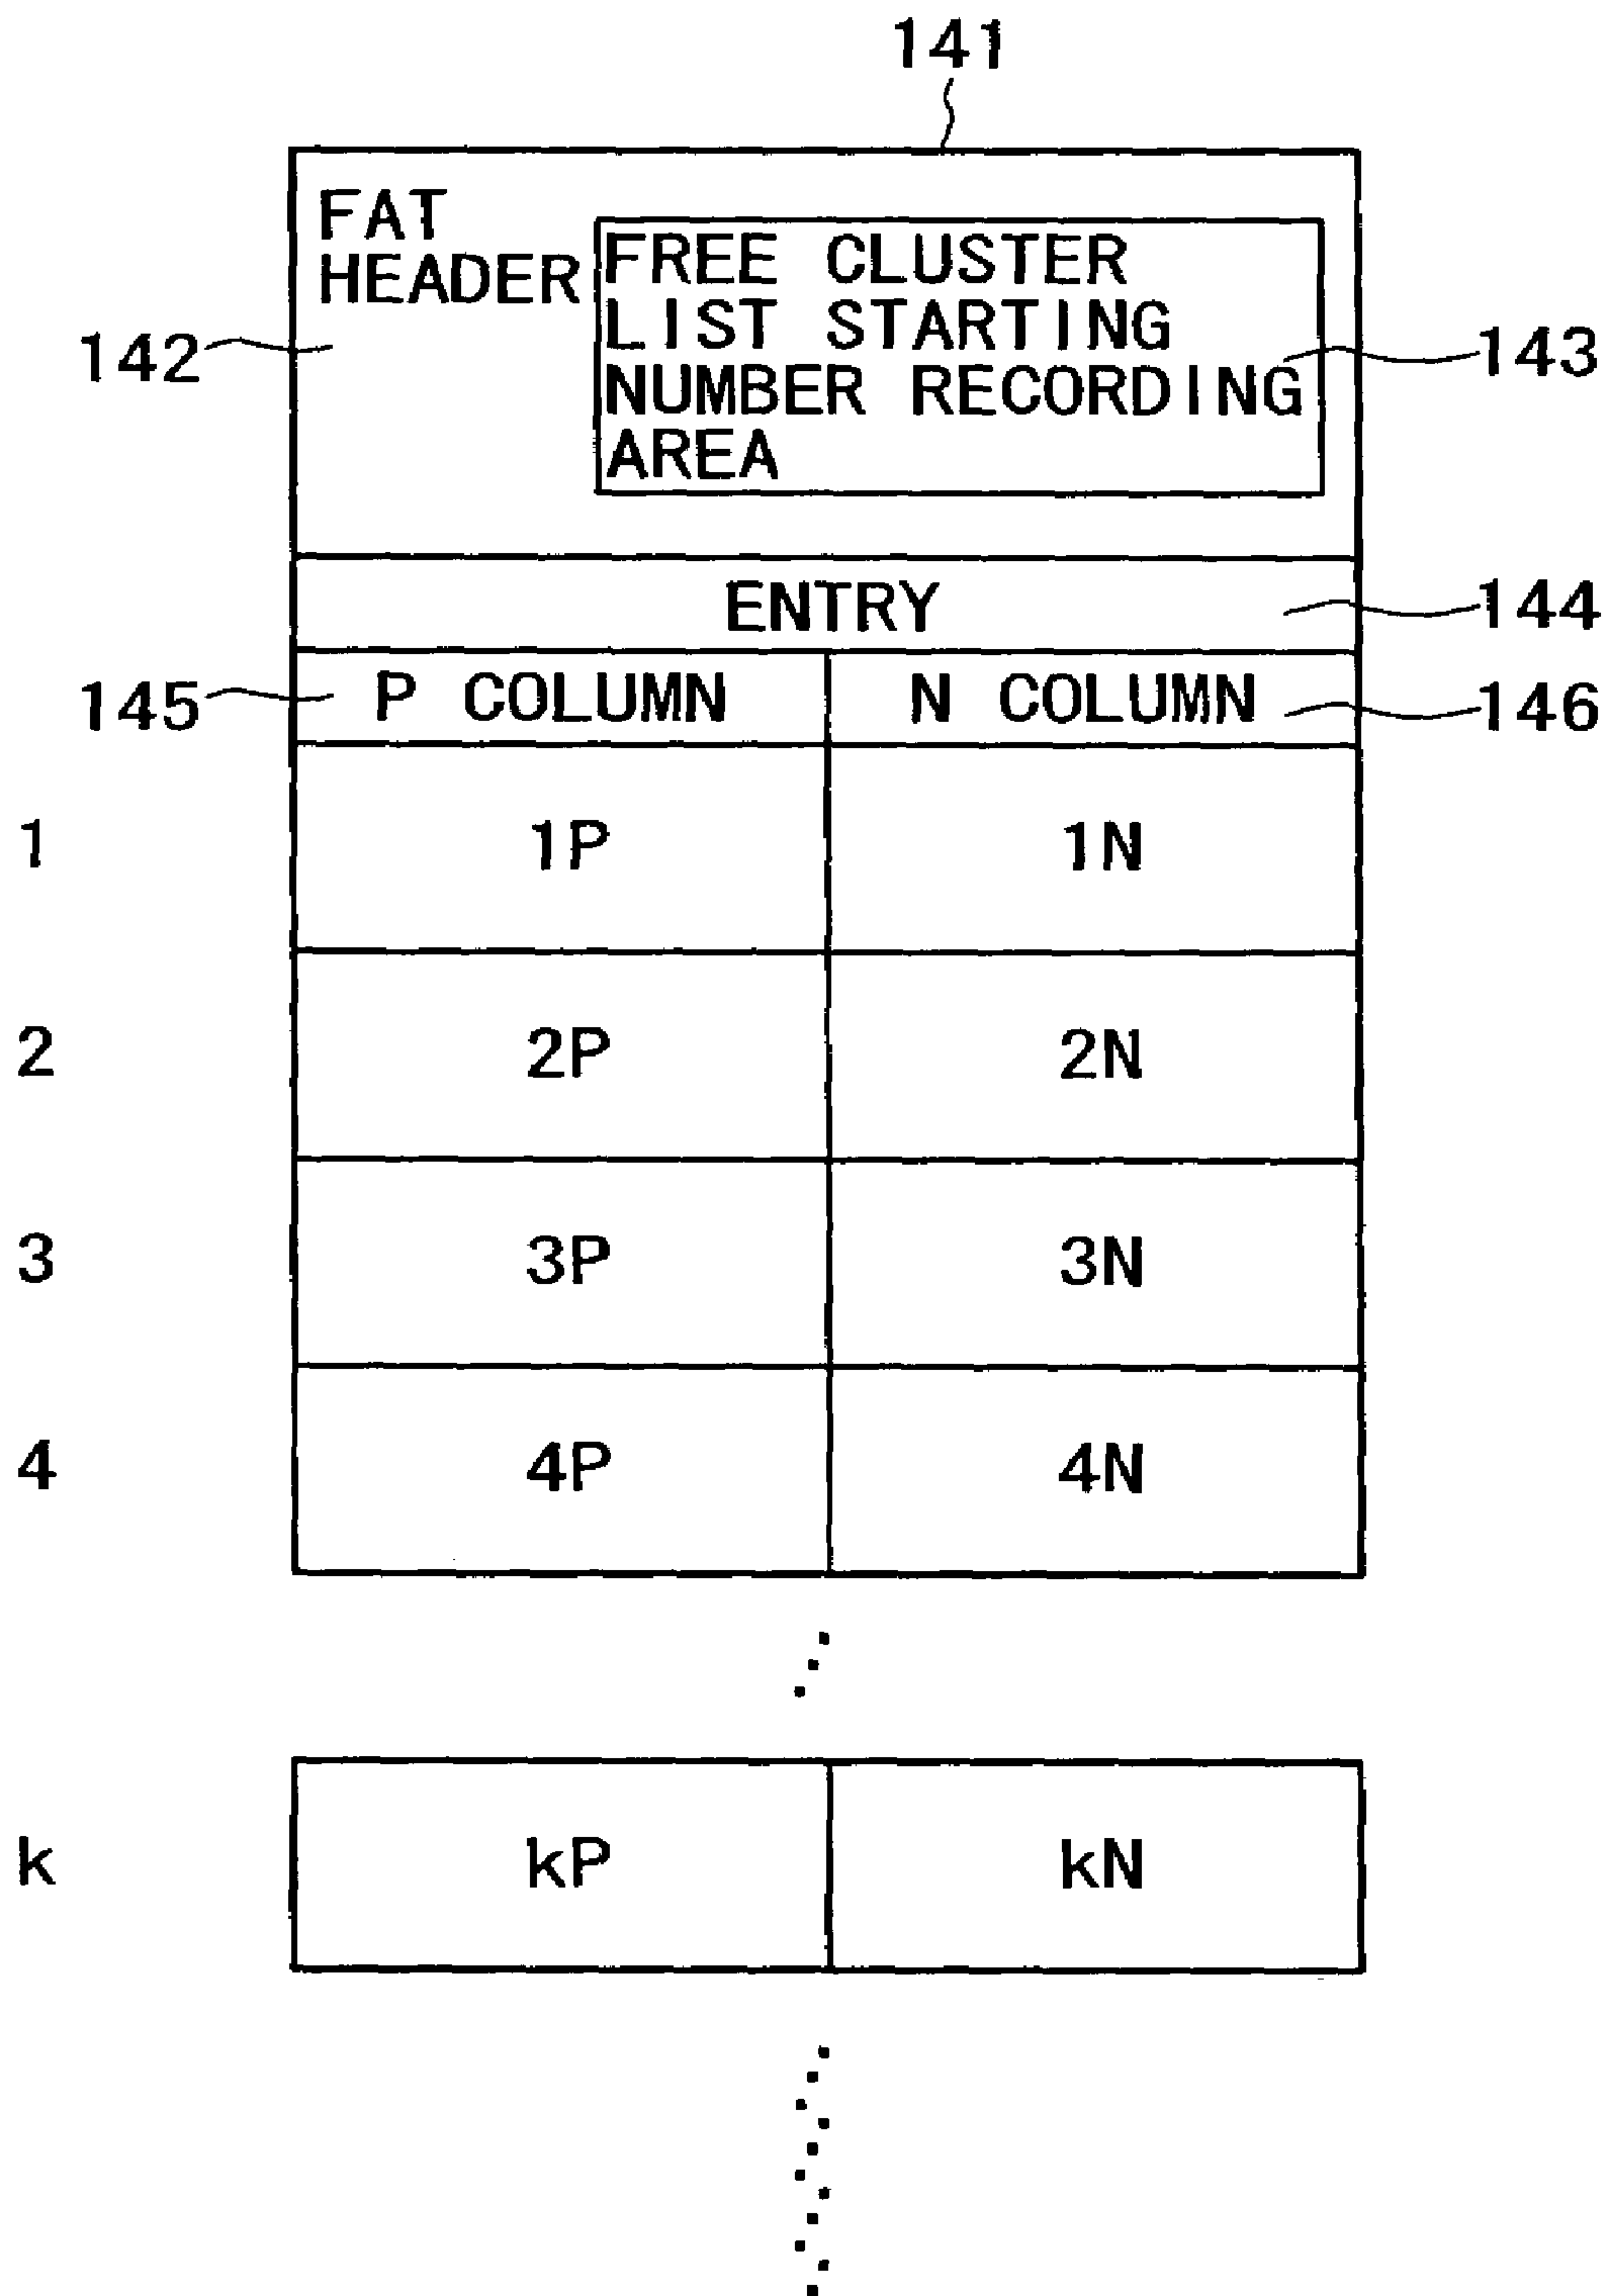 141
FAT
HEADER
FREE CLUSTER
LIST STARTING
NUMBER RECORDING
AREA
142
143
ENTRY
144
145
P COLUMN
N COLUMN
146
1
1P
1N
2
2P
2N
3
3P
3N
4
4P
4N
k
kP
kN